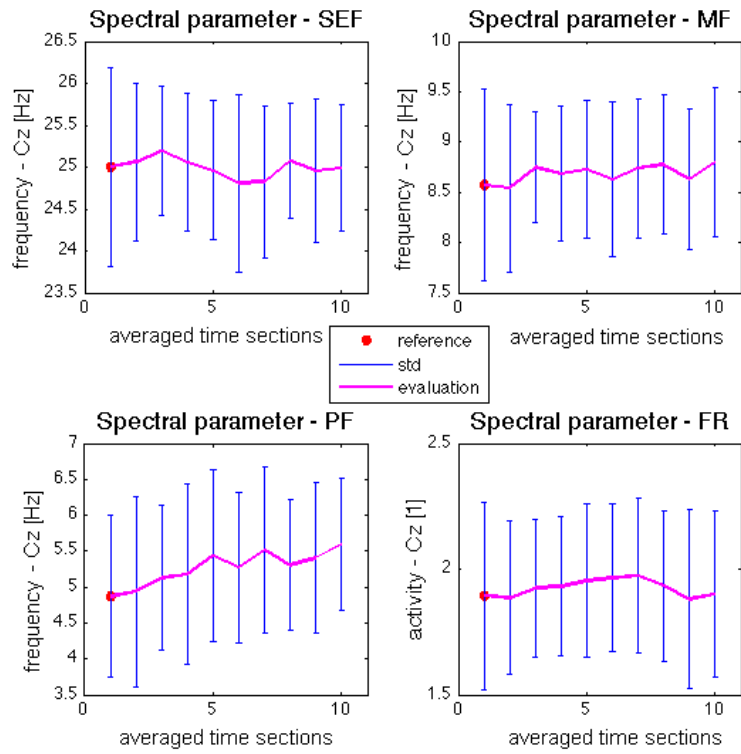 Spectral parameter - SEF
26.5
26
25.5
25
24.5
24
23.5
0
5
10
frequency - Cz [Hz]
averaged time sections
Spectral parameter - MF
10
9.5
9
8.5
8
7.5
0
5
10
frequency - Cz [Hz]
averaged time sections
reference
std
evaluation
Spectral parameter - PF
7
6.5
6
5.5
5
4.5
4
3.5
0
5
10
frequency - Cz [Hz]
averaged time sections
Spectral parameter - FR
2.5
2
1.5
0
5
10
activity - Cz [1]
averaged time sections